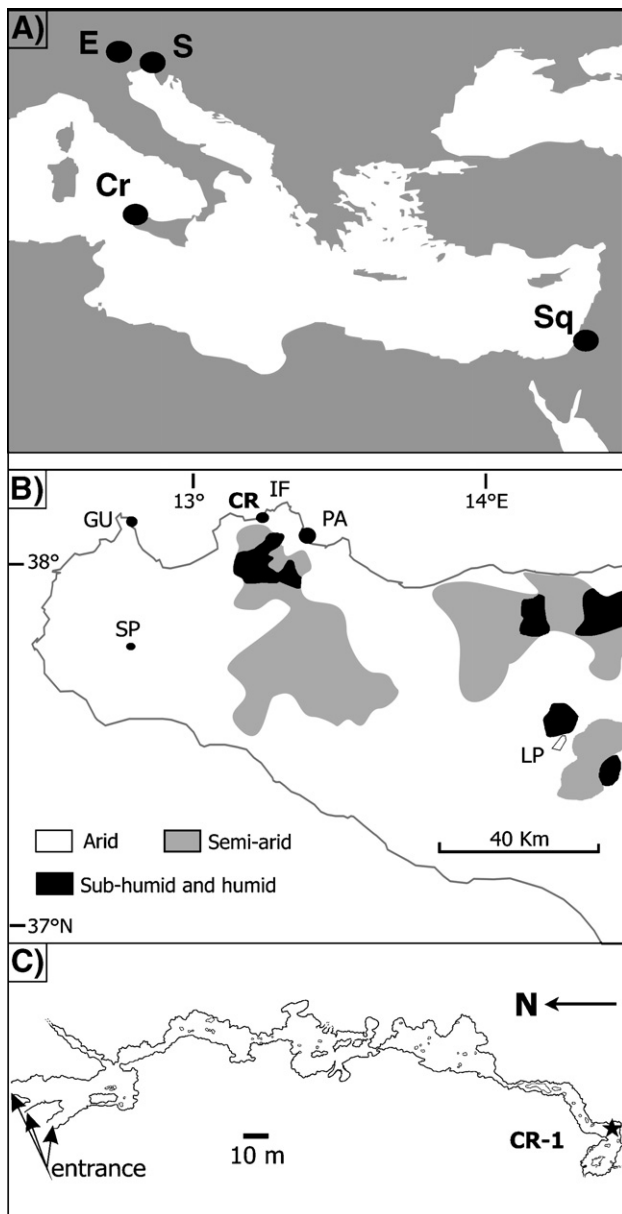 A)
E S
Cr
Sq
B)
13° 14°E
CR IF
GU PA
38°
SP
LP
Arid Semi-arid
40 Km
Sub-humid and humid
37°N
C)
N
CR-1
10 m
entrance